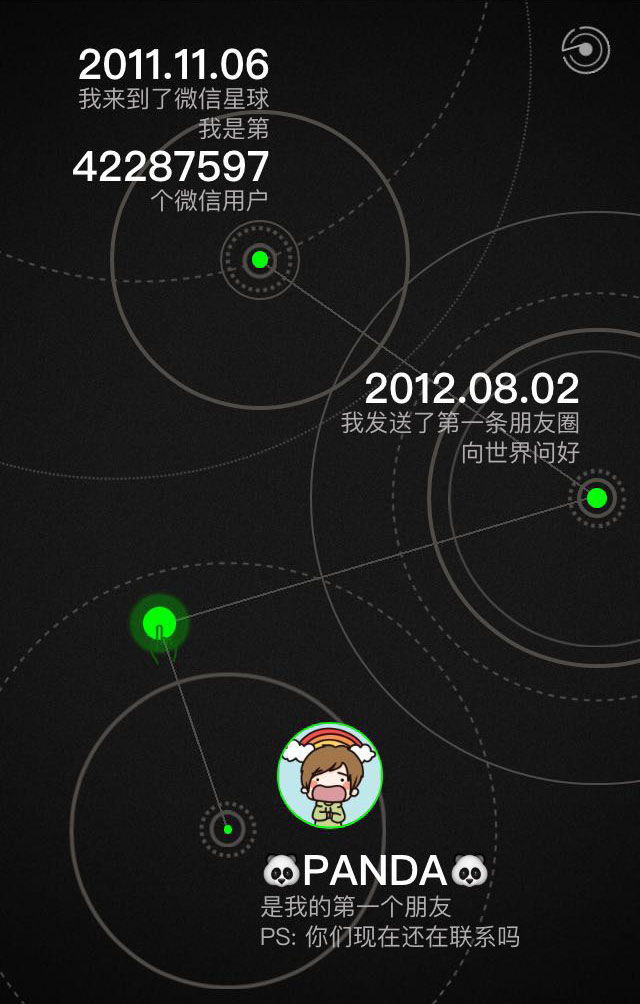 2011.11.06
我来到了微信星球
我是第
42287597
个微信用户
2012.08.02
我发送了第一条朋友圈
向世界问好
🐼PANDA🐼
是我的第一个朋友
PS: 你们现在还在联系吗